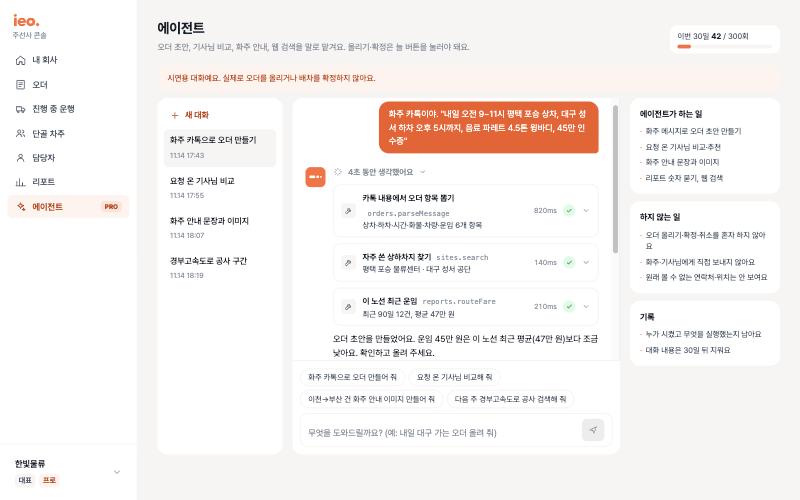 ieo.
주선사 콘솔
내 회사
오더
진행 중 운행
단골 차주
담당자
리포트
에이전트 PRO
한빛물류
대표 프로
에이전트
오더 초안, 기사님 비교, 화주 안내, 웹 검색을 말로 맡겨요. 올리기·확정은 늘 버튼을 눌러야 돼요.
이번 30일 42 / 300회
시연용 대화예요. 실제로 오더를 올리거나 배차를 확정하지 않아요.
+ 새 대화
화주 카톡으로 오더 만들기
11.14 17:43
요청 온 기사님 비교
11.14 17:55
화주 안내 문장과 이미지
11.14 18:07
경부고속도로 공사 구간
11.14 18:19
화주 카톡이야. "내일 오전 9~11시 평택 포승 상차, 대구 성
서 하차 오후 5시까지, 음료 파레트 4.5톤 윙바디, 45만 인
수증"
4초 동안 생각했어요
카톡 내용에서 오더 항목 뽑기
orders.parseMessage
상차·하차·시간·화물·차량·운임 6개 항목
820ms
자주 쓴 상하차지 찾기 sites.search
평택 포승 물류센터 · 대구 성서 공단
140ms
이 노선 최근 운임 reports.routeFare
최근 90일 12건, 평균 47만 원
210ms
오더 초안을 만들었어요. 운임 45만 원은 이 노선 최근 평균(47만 원)보다 조금
낮아요. 확인하고 올려 주세요.
화주 카톡으로 오더 만들어 줘
요청 온 기사님 비교해 줘
이천→부산 건 화주 안내 이미지 만들어 줘
다음 주 경부고속도로 공사 검색해 줘
무엇을 도와드릴까요? (예: 내일 대구 가는 오더 올려 줘)
에이전트가 하는 일
· 화주 메시지로 오더 초안 만들기
· 요청 온 기사님 비교·추천
· 화주 안내 문장과 이미지
· 리포트 숫자 묻기, 웹 검색
하지 않는 일
· 오더 올리기·확정·취소를 혼자 하지 않아
요
· 화주·기사님에게 직접 보내지 않아요
· 원래 볼 수 없는 연락처·위치는 안 보여요
기록
· 누가 시켰고 무엇을 실행했는지 남아요
· 대화 내용은 30일 뒤 지워요